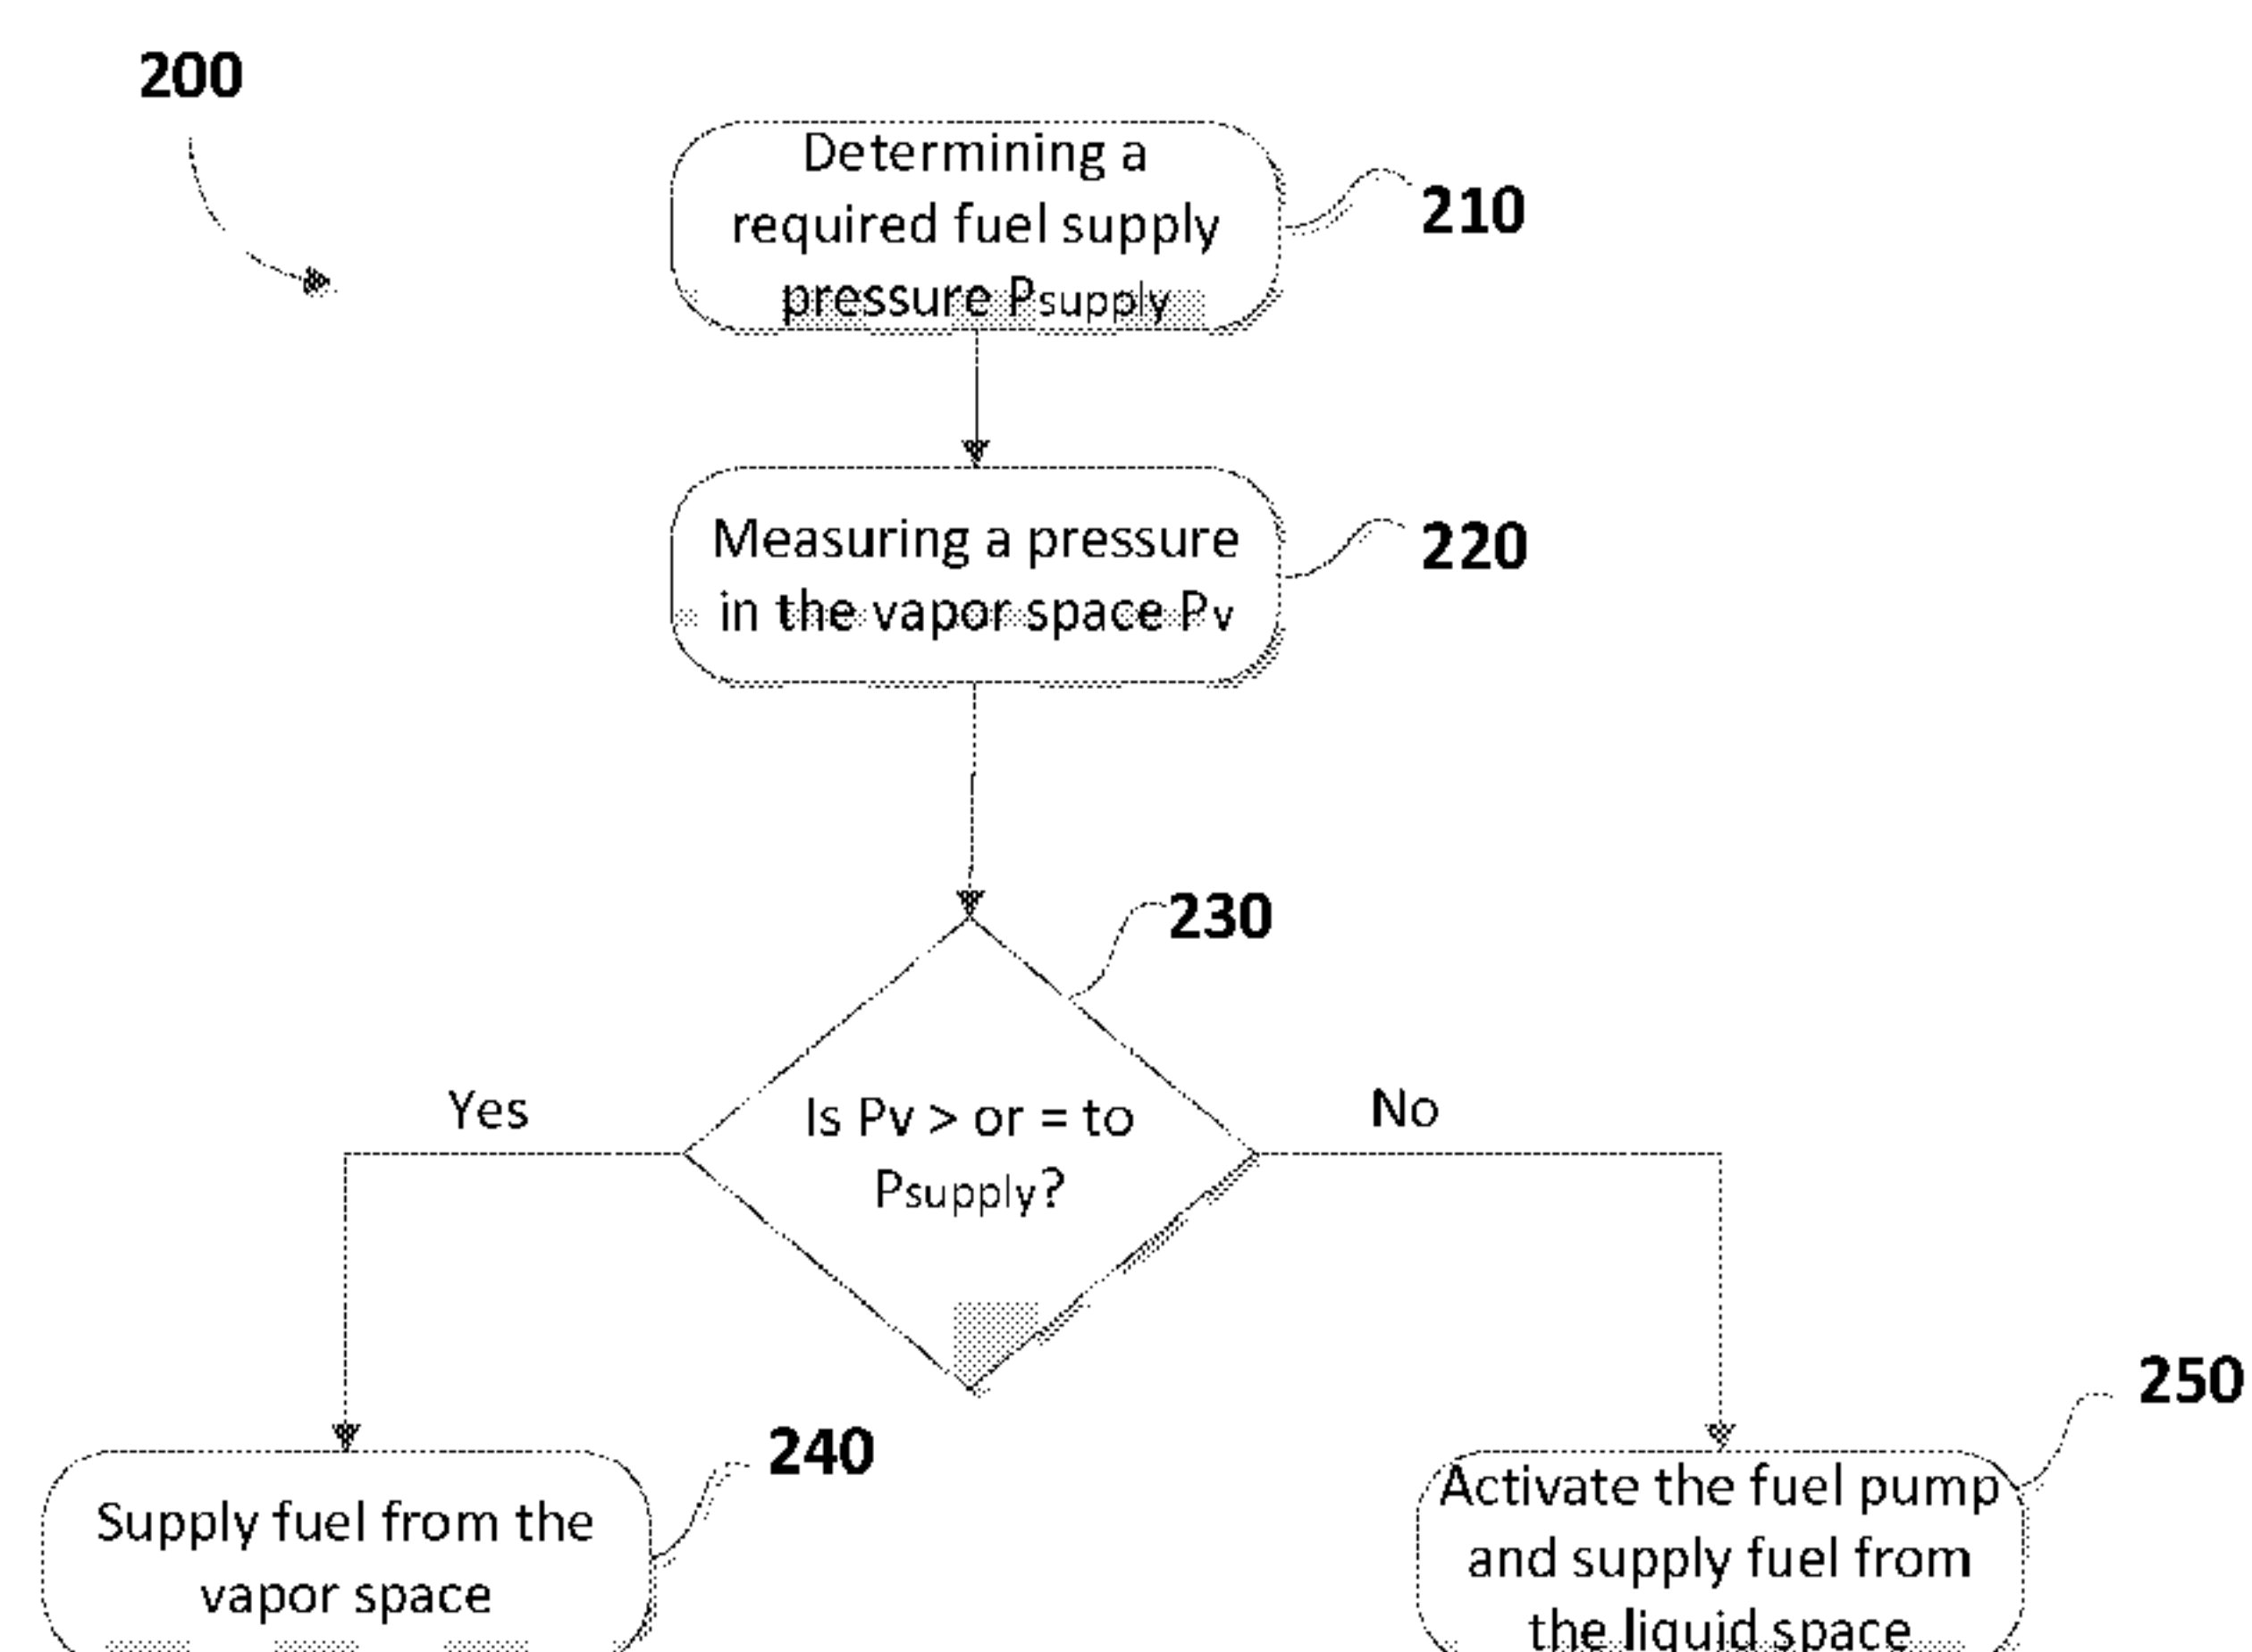 200
Determining a
required fuel supply
pressure Psupply
210
Measuring a pressure
in the vapor space Pv
220
230
Is Pv > or = to
Psupply?
Yes
No
240
Supply fuel from the
vapor space
250
Activate the fuel pump
and supply fuel from
the liquid space